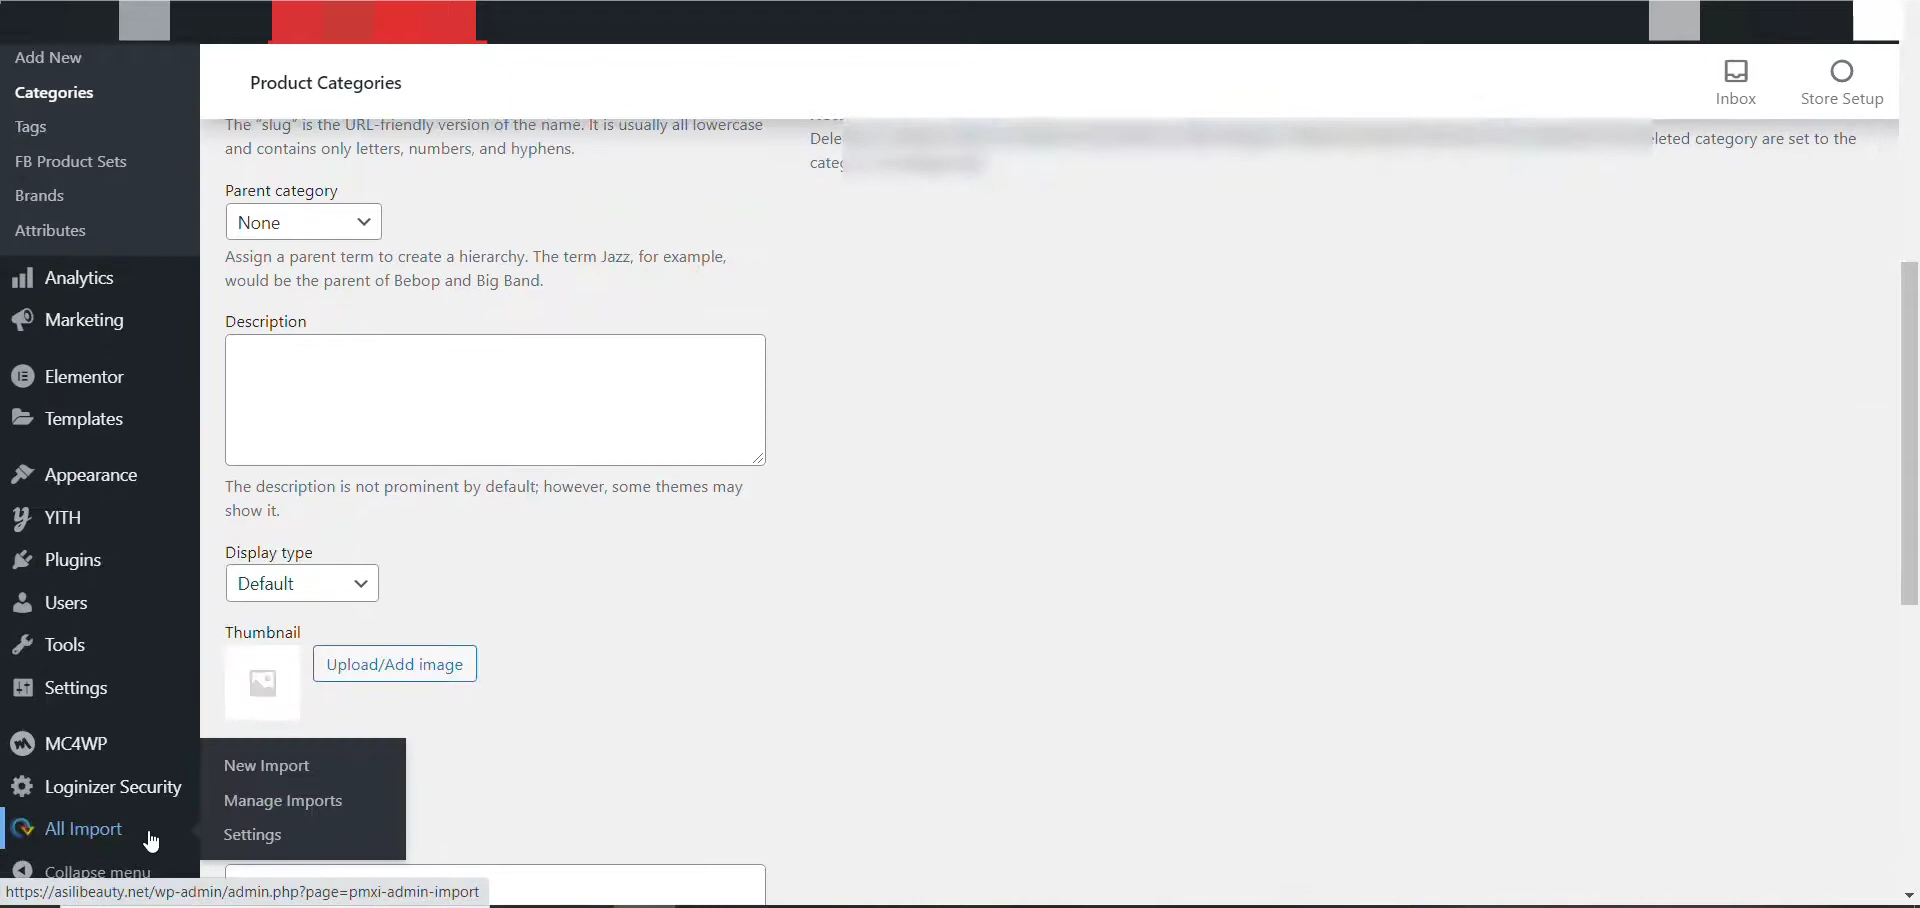 Add New
Categories
Tags
FB Product Sets
Brands
Attributes
Analytics
Marketing
Elementor
Templates
Appearance
YITH
Plugins
Users
Tools
Settings
MC4WP
Loginizer Security
All Import
Collapse menu
New Import
Manage Imports
Settings
Product Categories
Inbox
Store Setup
The “slug” is the URL-friendly version of the name. It is usually all lowercase
and contains only letters, numbers, and hyphens.
Parent category
None
Assign a parent term to create a hierarchy. The term Jazz, for example,
would be the parent of Bebop and Big Band.
Description
The description is not prominent by default; however, some themes may
show it.
Display type
Default
Thumbnail
Upload/Add image
category are set to the
https://asilibeauty.net/wp-admin/admin.php?page=pmxi-admin-import